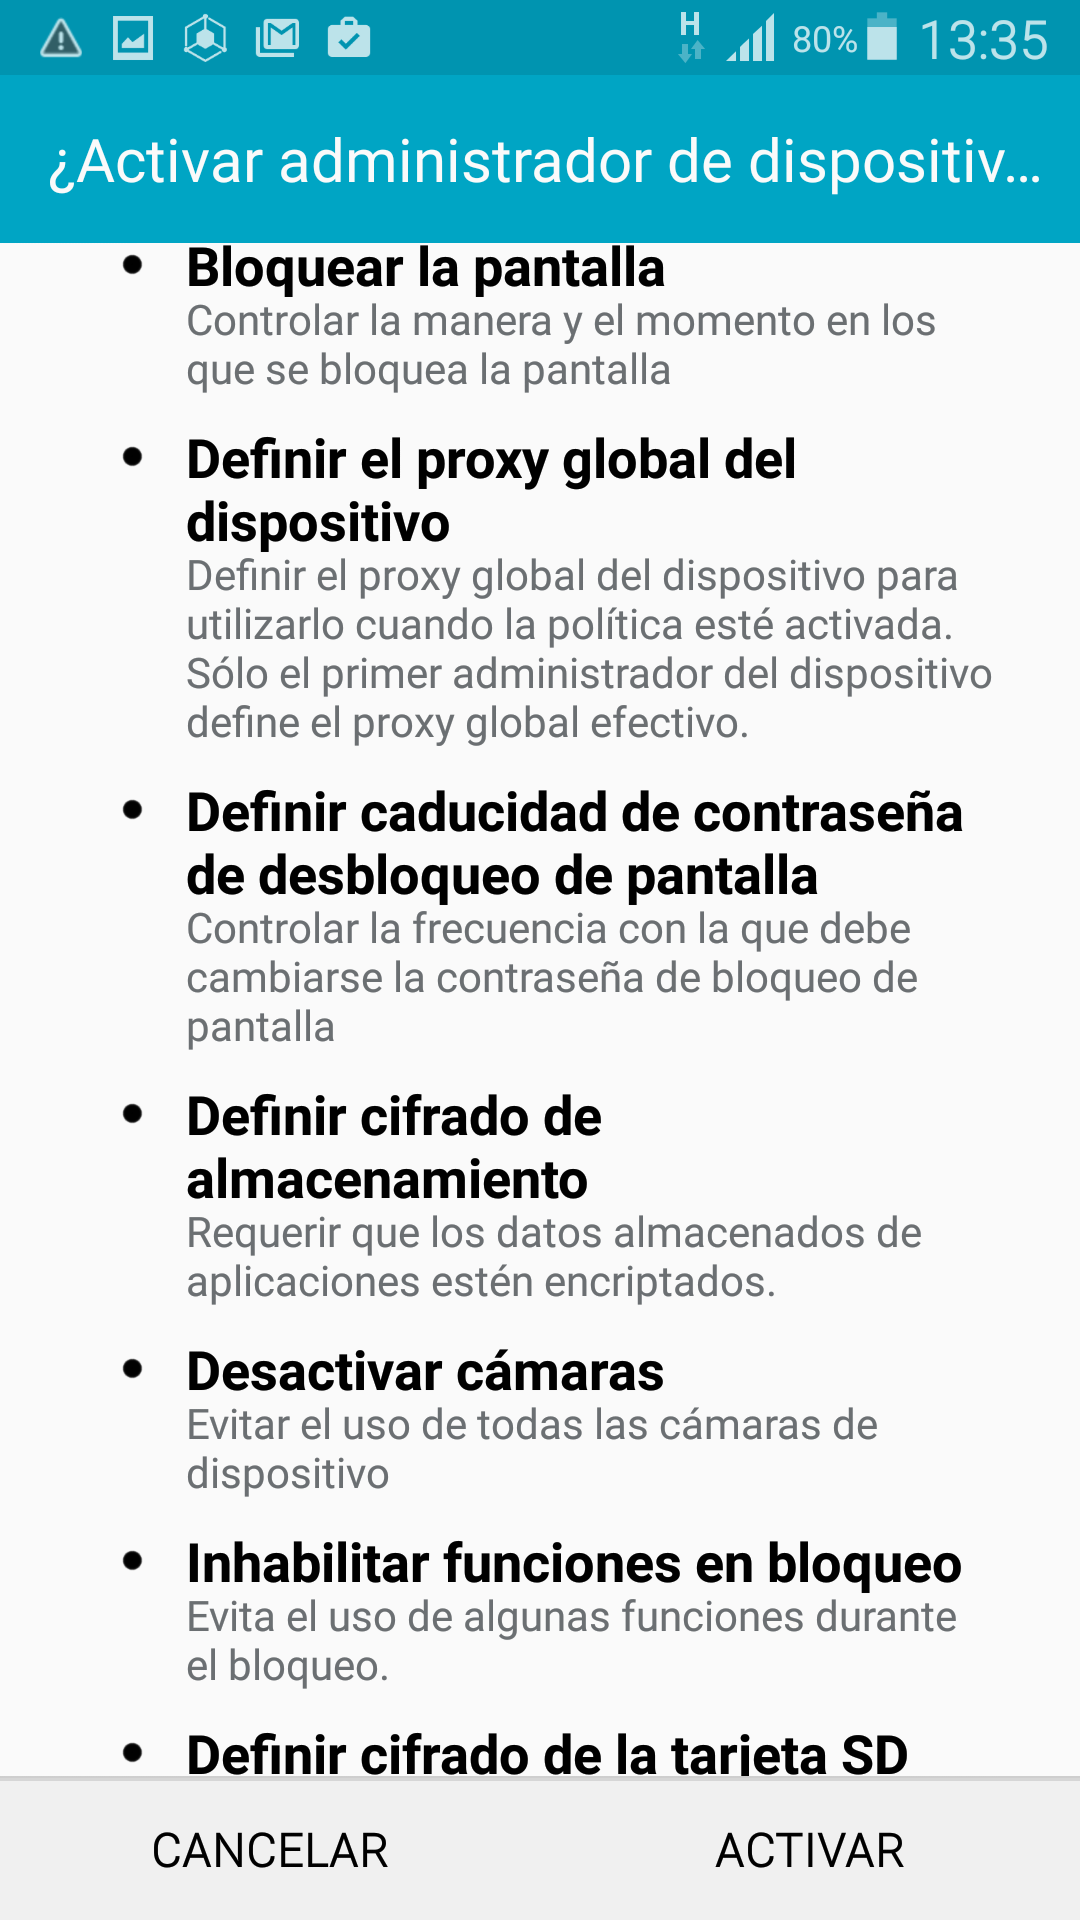 H
80%
13:35
¿Activar administrador de dispositiv...
• Bloquear la pantalla
Controlar la manera y el momento en los
que se bloquea la pantalla
• Definir el proxy global del
dispositivo
Definir el proxy global del dispositivo para
utilizarlo cuando la política esté activada.
Sólo el primer administrador del dispositivo
define el proxy global efectivo.
• Definir caducidad de contraseña
de desbloqueo de pantalla
Controlar la frecuencia con la que debe
cambiarse la contraseña de bloqueo de
pantalla
• Definir cifrado de
almacenamiento
Requerir que los datos almacenados de
aplicaciones estén encriptados.
• Desactivar cámaras
Evitar el uso de todas las cámaras de
dispositivo
• Inhabilitar funciones en bloqueo
Evita el uso de algunas funciones durante
el bloqueo.
• Definir cifrado de la tarjeta SD
CANCELAR
ACTIVAR